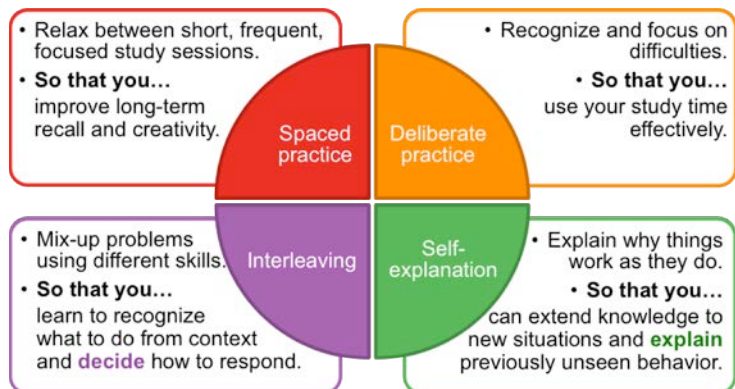 • Relax between short, frequent,
focused study sessions.
• So that you...
improve long-term
recall and creativity.
Spaced
practice
• Recognize and focus on
difficulties.
• So that you...
use your study time
effectively.
Deliberate
practice
• Mix-up problems
using different skills.
• So that you...
learn to recognize
what to do from context
and decide how to respond.
Interleaving
• Explain why things
work as they do.
• So that you...
can extend knowledge to
new situations and explain
previously unseen behavior.
Self-
explanation